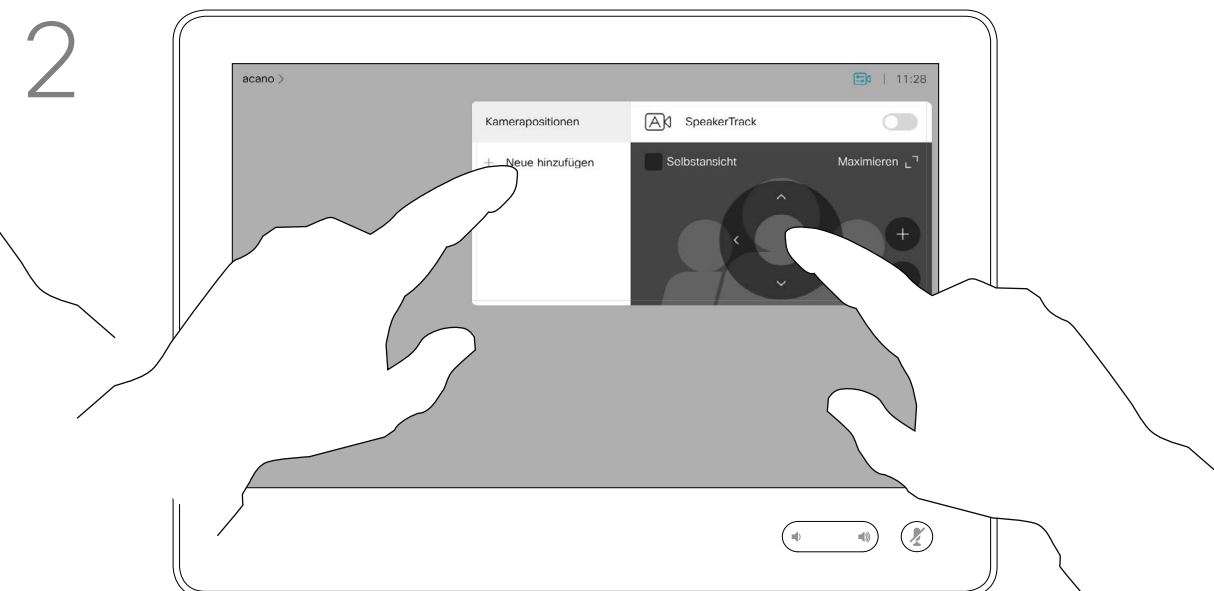 2
acano >
11:28
Kamerapositionen
SpeakerTrack
+ Neue hinzufügen
Selbstansicht
Maximieren